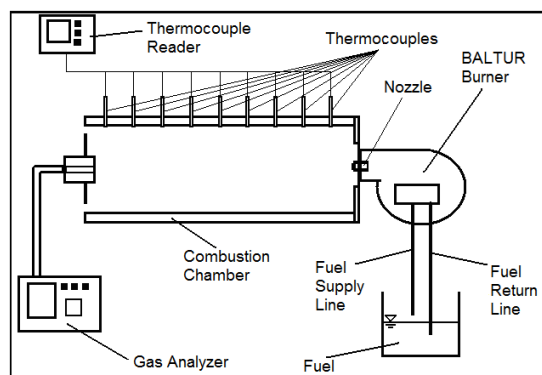 Thermocouple
Reader
Thermocouples
BALTUR
Burner
Nozzle
Combustion
Chamber
Fuel
Supply
Line
Fuel
Return
Line
Gas Analyzer
Fuel